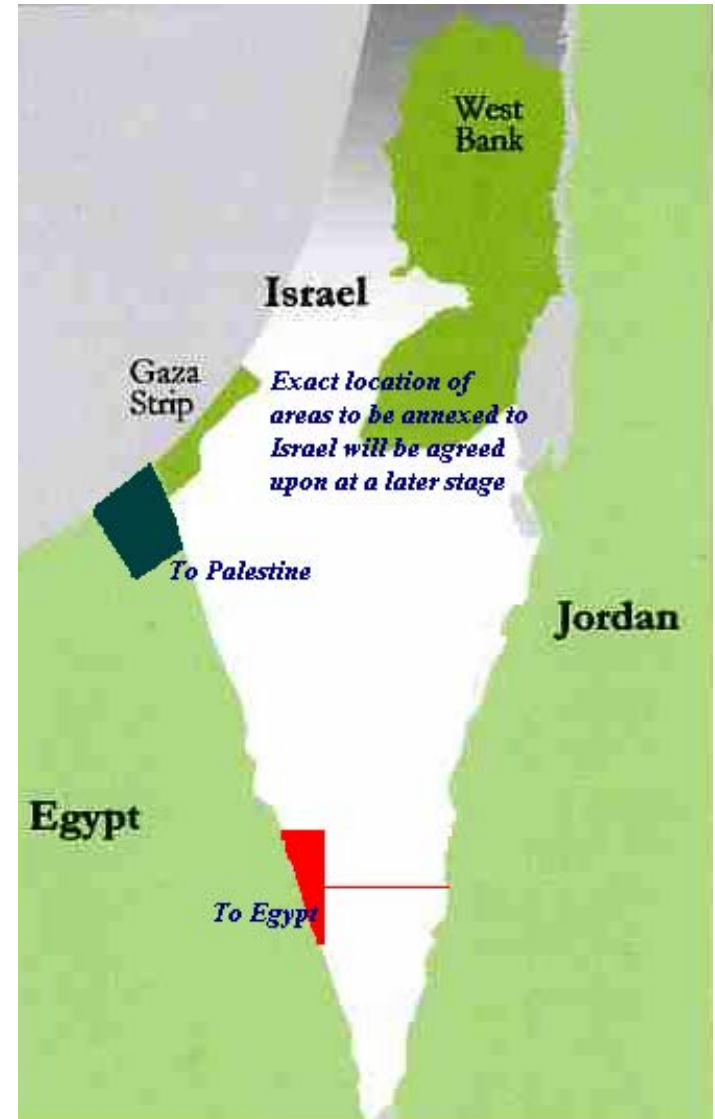 West
Bank
Israel
Gaza
Strip
Exact location of
areas to be annexed to
Israel will be agreed
upon at a later stage
To Palestine
Jordan
Egypt
To Egypt